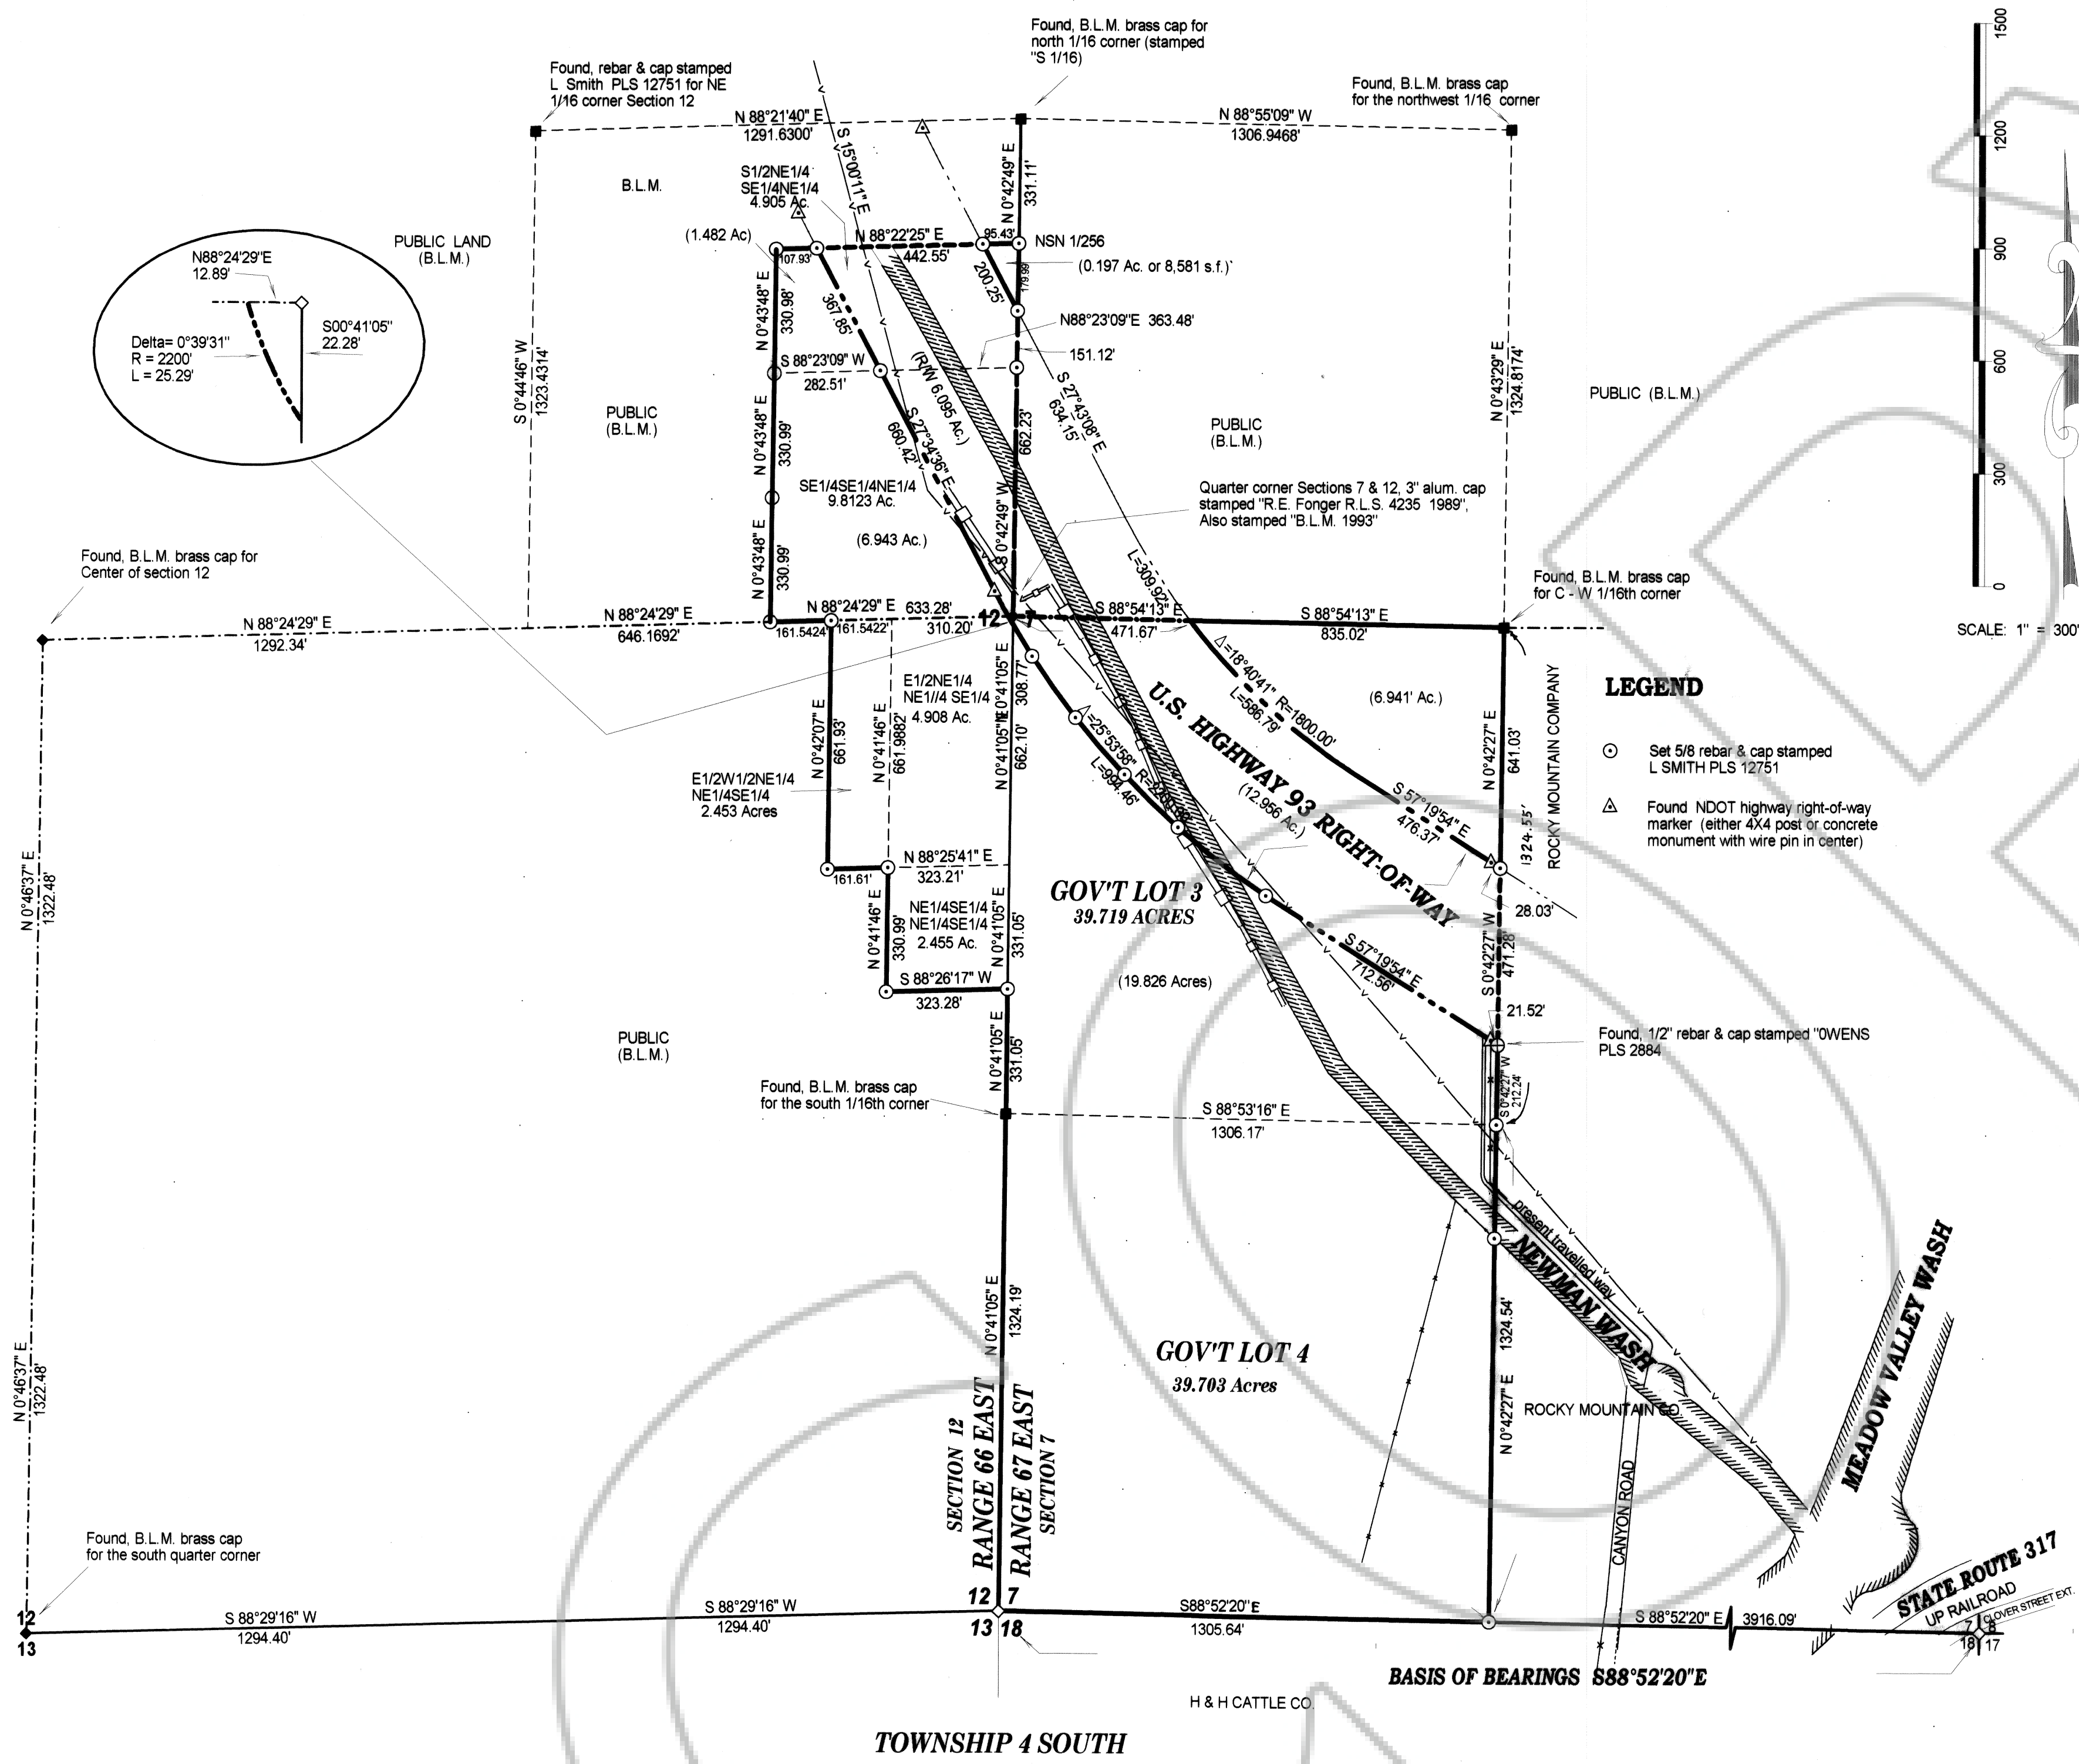 Found, B.L.M. brass cap for
north 1/16 corner (stamped
"S 1/16)
Found, rebar & cap stamped
L Smith PLS 12751 for NE
1/16 corner Section 12
Found, B.L.M. brass cap
for the northwest 1/16 corner
N 88°21'40" E
1291.6300'
N 88°55'09" W
1306.9468'
S 15°00'11" E
N 0°42'49" E
331.11'
B.L.M.
S1/2NE1/4
SE1/4NE1/4
4.905 Ac.
(1.482 Ac)
N 88°22'25" E
107.93'
442.55'
95.43'
NSN 1/256
(0.197 Ac. or 8,581 s.f.)
179.99'
200.25'
PUBLIC LAND
(B.L.M.)
N88°24'29"E
12.89'
S00°41'05"
22.28'
Delta= 0°39'31"
R = 2200'
L = 25.29'
N 0°43'48" E
330.98'
367.85'
N88°23'09"E 363.48'
151.12'
S 88°23'09" W
282.51'
(R/W 6.095 Ac.)
S 0°44'46" W
1323.4314'
S 27°43'08" E
634.15'
N 0°43'29" E
1324.8174'
PUBLIC (B.L.M.)
PUBLIC
(B.L.M.)
PUBLIC
(B.L.M.)
N 0°43'48" E
330.99'
S 27°34'36" E
660.42'
662.23'
S 0°42'49" W
SE1/4SE1/4NE1/4
9.8123 Ac.
(6.943 Ac.)
Quarter corner Sections 7 & 12, 3" alum. cap
stamped "R.E. Fonger R.L.S. 4235 1989",
Also stamped "B.L.M. 1993"
N 0°43'48" E
330.99'
L=309.92'
Found, B.L.M. brass cap for
Center of section 12
Found, B.L.M. brass cap
for C - W 1/16th corner
N 88°24'29" E
1292.34'
N 88°24'29" E
646.1692'
N 88°24'29" E
633.28'
161.5424'
161.5422'
310.20'
12 7
S 88°54'13" E
471.67'
S 88°54'13" E
835.02'
1500
1200
900
600
300
0
SCALE: 1" = 300'
LEGEND
Set 5/8 rebar & cap stamped
L SMITH PLS 12751
Found NDOT highway right-of-way
marker (either 4X4 post or concrete
monument with wire pin in center)
ROCKY MOUNTAIN COMPANY
Δ=18°40'41" R=1800.00'
L=586.79'
(6.941' Ac.)
N 0°42'27" E
641.03'
1324.55'
N 0°42'07" E
661.93'
N 0°41'46" E
661.9882'
E1/2NE1/4
NE1//4 SE1/4
4.908 Ac.
N 0°41'05" E
308.77'
N 0°41'05" E
662.10'
Δ=25°53'58"
L=994.46'
U.S. HIGHWAY 93 RIGHT-OF-WAY
(12.956 Ac.)
S 57°19'54" E
476.37'
E1/2W1/2NE1/4
NE1/4SE1/4
2.453 Acres
N 88°25'41" E
323.21'
161.61'
GOV'T LOT 3
39.719 ACRES
28.03'
NE1/4SE1/4
NE1/4SE1/4
2.455 Ac.
N 0°41'46" E
330.99'
N 0°41'05" E
331.05'
S 57°19'54" E
712.56'
S 0°42'27" W
471.28'
(19.826 Acres)
S 88°26'17" W
323.28'
21.52'
Found, 1/2" rebar & cap stamped "0WENS
PLS 2884
PUBLIC
(B.L.M.)
N 0°41'05" E
331.05'
S 0°42'27" W
212.24'
Found, B.L.M. brass cap
for the south 1/16th corner
S 88°53'16" E
1306.17'
N 0°46'37" E
1322.48'
present travelled way
NEWMAN WASH
N 0°41'05" E
1324.19'
1324.54'
N 0°42'27" E
GOV'T LOT 4
39.703 Acres
ROCKY MOUNTAIN CO.
CANYON ROAD
MEADOW VALLEY WASH
N 0°46'37" E
1322.48'
SECTION 12
RANGE 66 EAST
RANGE 67 EAST
SECTION 7
Found, B.L.M. brass cap
for the south quarter corner
STATE ROUTE 317
UP RAILROAD
CLOVER STREET EXT.
12
13
S 88°29'16" W
1294.40'
S 88°29'16" W
1294.40'
12 7
13 18
S88°52'20"E
1305.64'
S 88°52'20" E
3916.09'
7 8
18 17
BASIS OF BEARINGS S88°52'20"E
H & H CATTLE CO.
TOWNSHIP 4 SOUTH